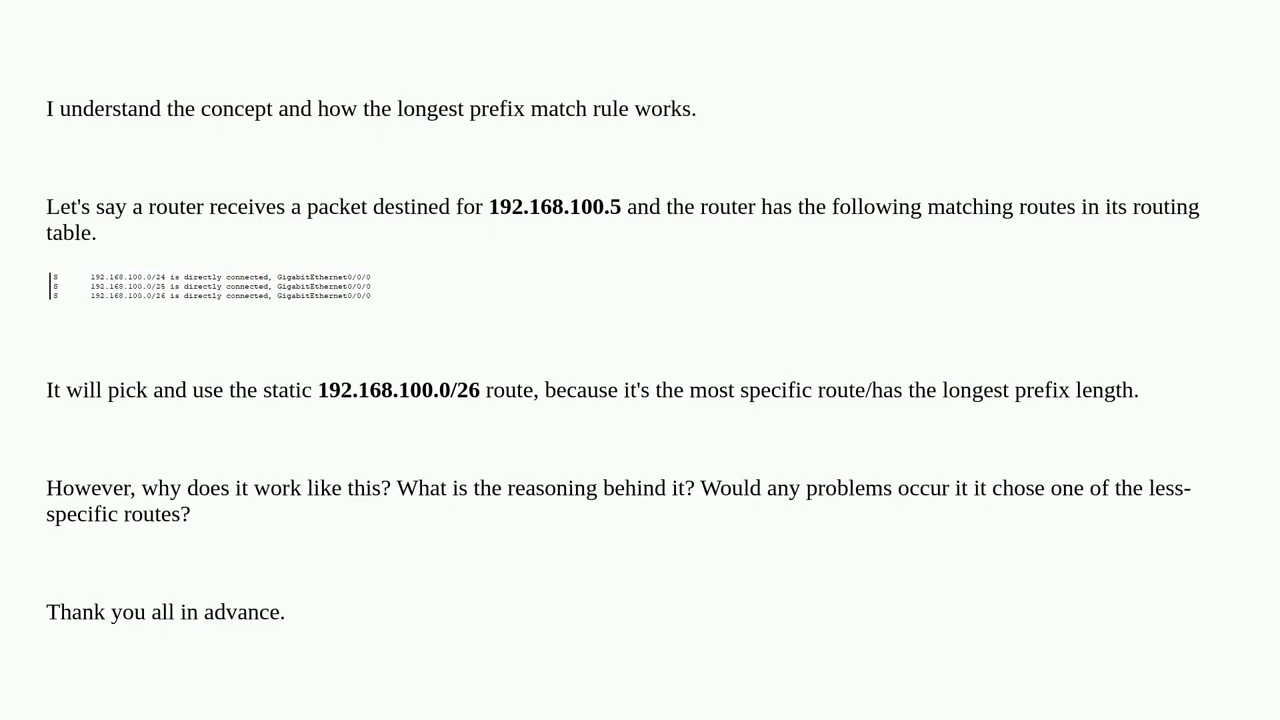 I understand the concept and how the longest prefix match rule works.
Let's say a router receives a packet destined for 192.168.100.5 and the router has the following matching routes in its routing
table.
S 192.168.100.0/24 is directly connected, GigabitEthernet0/0/0
S 192.168.100.0/25 is directly connected, GigabitEthernet0/0/0
S 192.168.100.0/26 is directly connected, GigabitEthernet0/0/0
It will pick and use the static 192.168.100.0/26 route, because it's the most specific route/has the longest prefix length.
However, why does it work like this? What is the reasoning behind it? Would any problems occur it it chose one of the less-
specific routes?
Thank you all in advance.